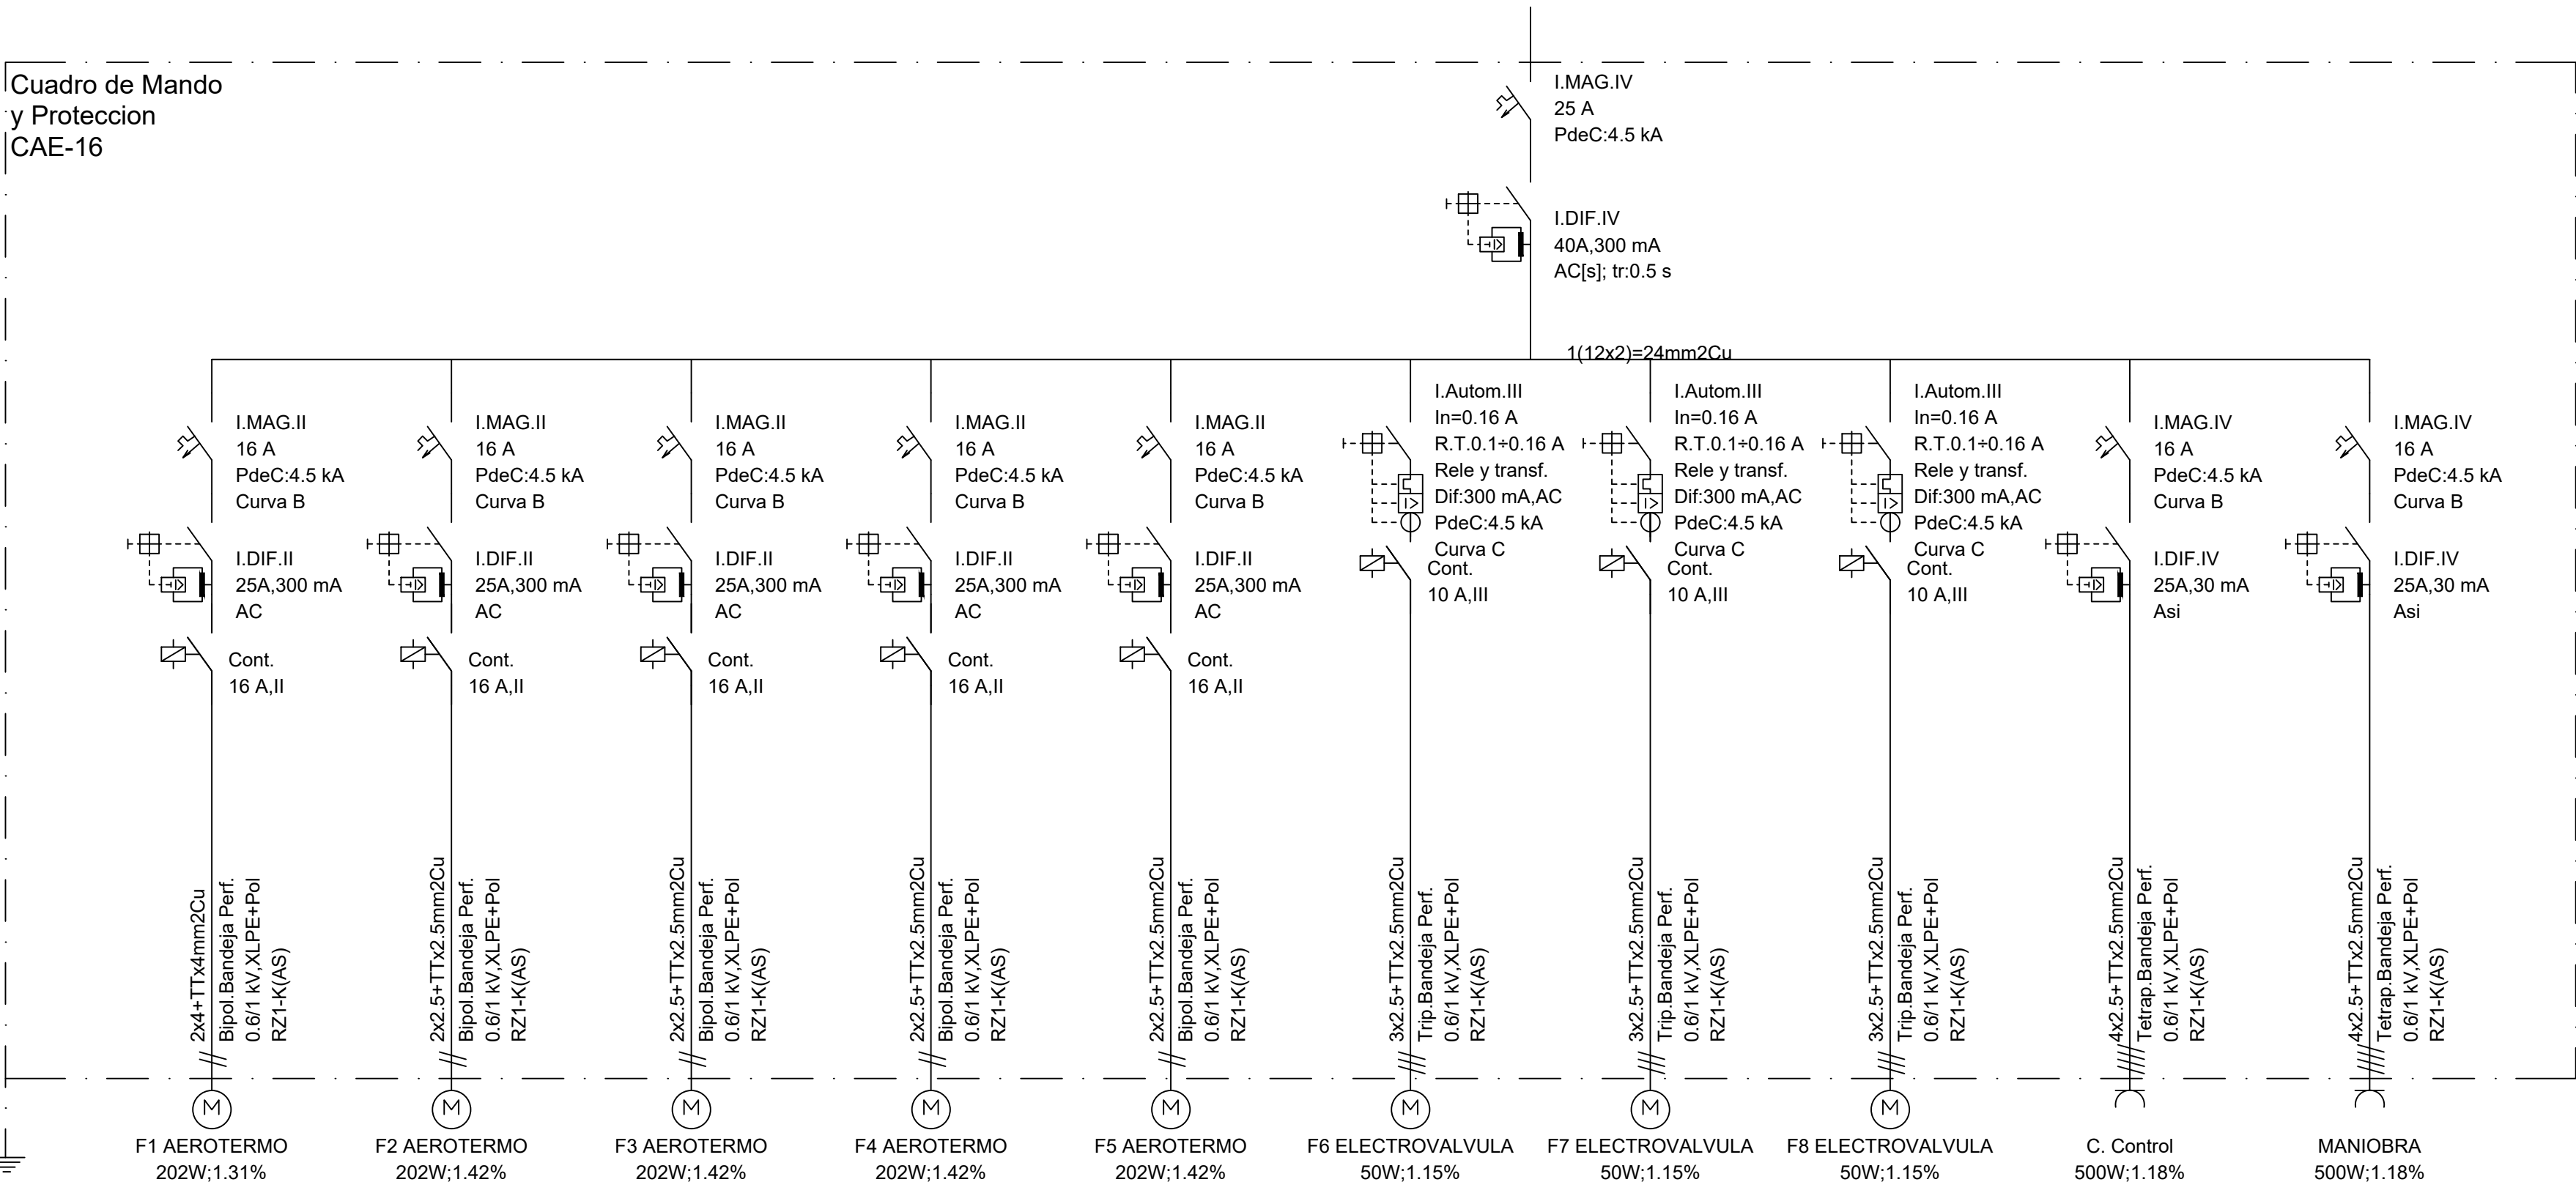 Cuadro de Mando
y Proteccion
CAE-16
I.MAG.IV
25 A
PdeC:4.5 kA
I.DIF.IV
40A,300 mA
AC[s]; tr:0.5 s
1(12x2)=24mm2Cu
I.MAG.II
16 A
PdeC:4.5 kA
Curva B
I.DIF.II
25A,300 mA
AC
Cont.
16 A,II
2x4+TTx4mm2Cu
Bipol.Bandeja Perf.
0.6/1 kV,XLPE+Pol
RZ1-K(AS)
M
F1 AEROTERMO
202W;1.31%
I.MAG.II
16 A
PdeC:4.5 kA
Curva B
I.DIF.II
25A,300 mA
AC
Cont.
16 A,II
2x2.5+TTx2.5mm2Cu
Bipol.Bandeja Perf.
0.6/1 kV,XLPE+Pol
RZ1-K(AS)
M
F2 AEROTERMO
202W;1.42%
I.MAG.II
16 A
PdeC:4.5 kA
Curva B
I.DIF.II
25A,300 mA
AC
Cont.
16 A,II
2x2.5+TTx2.5mm2Cu
Bipol.Bandeja Perf.
0.6/1 kV,XLPE+Pol
RZ1-K(AS)
M
F3 AEROTERMO
202W;1.42%
I.MAG.II
16 A
PdeC:4.5 kA
Curva B
I.DIF.II
25A,300 mA
AC
Cont.
16 A,II
2x2.5+TTx2.5mm2Cu
Bipol.Bandeja Perf.
0.6/1 kV,XLPE+Pol
RZ1-K(AS)
M
F4 AEROTERMO
202W;1.42%
I.MAG.II
16 A
PdeC:4.5 kA
Curva B
I.DIF.II
25A,300 mA
AC
Cont.
16 A,II
2x2.5+TTx2.5mm2Cu
Bipol.Bandeja Perf.
0.6/1 kV,XLPE+Pol
RZ1-K(AS)
M
F5 AEROTERMO
202W;1.42%
I.Autom.III
In=0.16 A
R.T.0.1÷0.16 A
Rele y transf.
Dif:300 mA,AC
PdeC:4.5 kA
Curva C
Cont.
10 A,III
3x2.5+TTx2.5mm2Cu
Trip.Bandeja Perf.
0.6/1 kV,XLPE+Pol
RZ1-K(AS)
M
F6 ELECTROVALVULA
50W;1.15%
I.Autom.III
In=0.16 A
R.T.0.1÷0.16 A
Rele y transf.
Dif:300 mA,AC
PdeC:4.5 kA
Curva C
Cont.
10 A,III
3x2.5+TTx2.5mm2Cu
Trip.Bandeja Perf.
0.6/1 kV,XLPE+Pol
RZ1-K(AS)
M
F7 ELECTROVALVULA
50W;1.15%
I.Autom.III
In=0.16 A
R.T.0.1÷0.16 A
Rele y transf.
Dif:300 mA,AC
PdeC:4.5 kA
Curva C
Cont.
10 A,III
3x2.5+TTx2.5mm2Cu
Trip.Bandeja Perf.
0.6/1 kV,XLPE+Pol
RZ1-K(AS)
M
F8 ELECTROVALVULA
50W;1.15%
I.MAG.IV
16 A
PdeC:4.5 kA
Curva B
I.DIF.IV
25A,30 mA
Asi
4x2.5+TTx2.5mm2Cu
Tetrap.Bandeja Perf.
0.6/1 kV,XLPE+Pol
RZ1-K(AS)
C. Control
500W;1.18%
I.MAG.IV
16 A
PdeC:4.5 kA
Curva B
I.DIF.IV
25A,30 mA
Asi
4x2.5+TTx2.5mm2Cu
Tetrap.Bandeja Perf.
0.6/1 kV,XLPE+Pol
RZ1-K(AS)
MANIOBRA
500W;1.18%